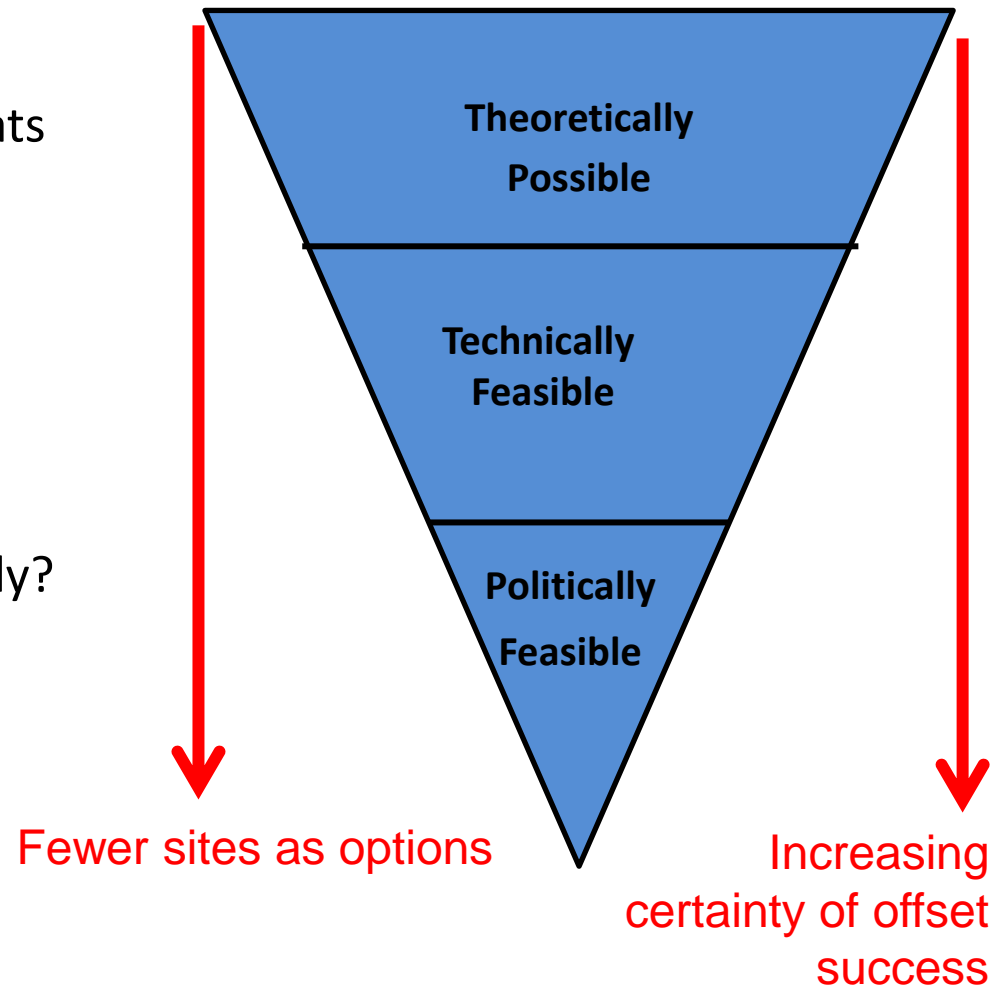 Theoretically
Possible
Technically
Feasible
Politically
Feasible
Fewer sites as options
Increasing
certainty of offset
success